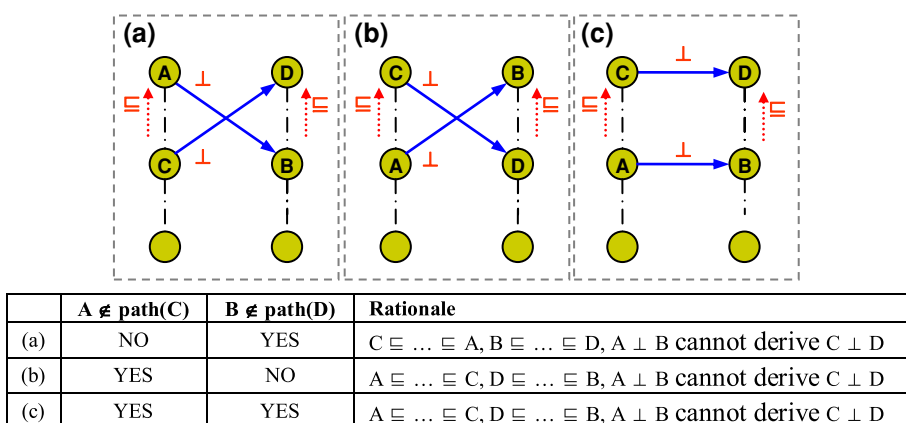 (a) (b) (c)
A D C B C D
⊥ ⊥ ⊥
⊑ ⊑ ⊑ ⊑ ⊑ ⊑
C B A D A B
⊥ ⊥ ⊥
A ∉ path(C) B ∉ path(D) Rationale
(a) NO YES C ⊑ … ⊑ A, B ⊑ … ⊑ D, A ⊥ B cannot derive C ⊥ D
(b) YES NO A ⊑ … ⊑ C, D ⊑ … ⊑ B, A ⊥ B cannot derive C ⊥ D
(c) YES YES A ⊑ … ⊑ C, D ⊑ … ⊑ B, A ⊥ B cannot derive C ⊥ D